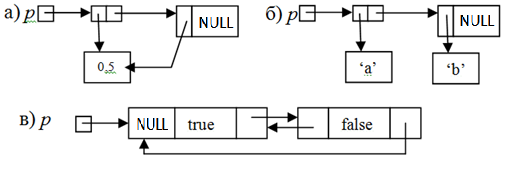 а) p NULL б) p NULL
0,5 ‘a’ ‘b’
в) p NULL true false